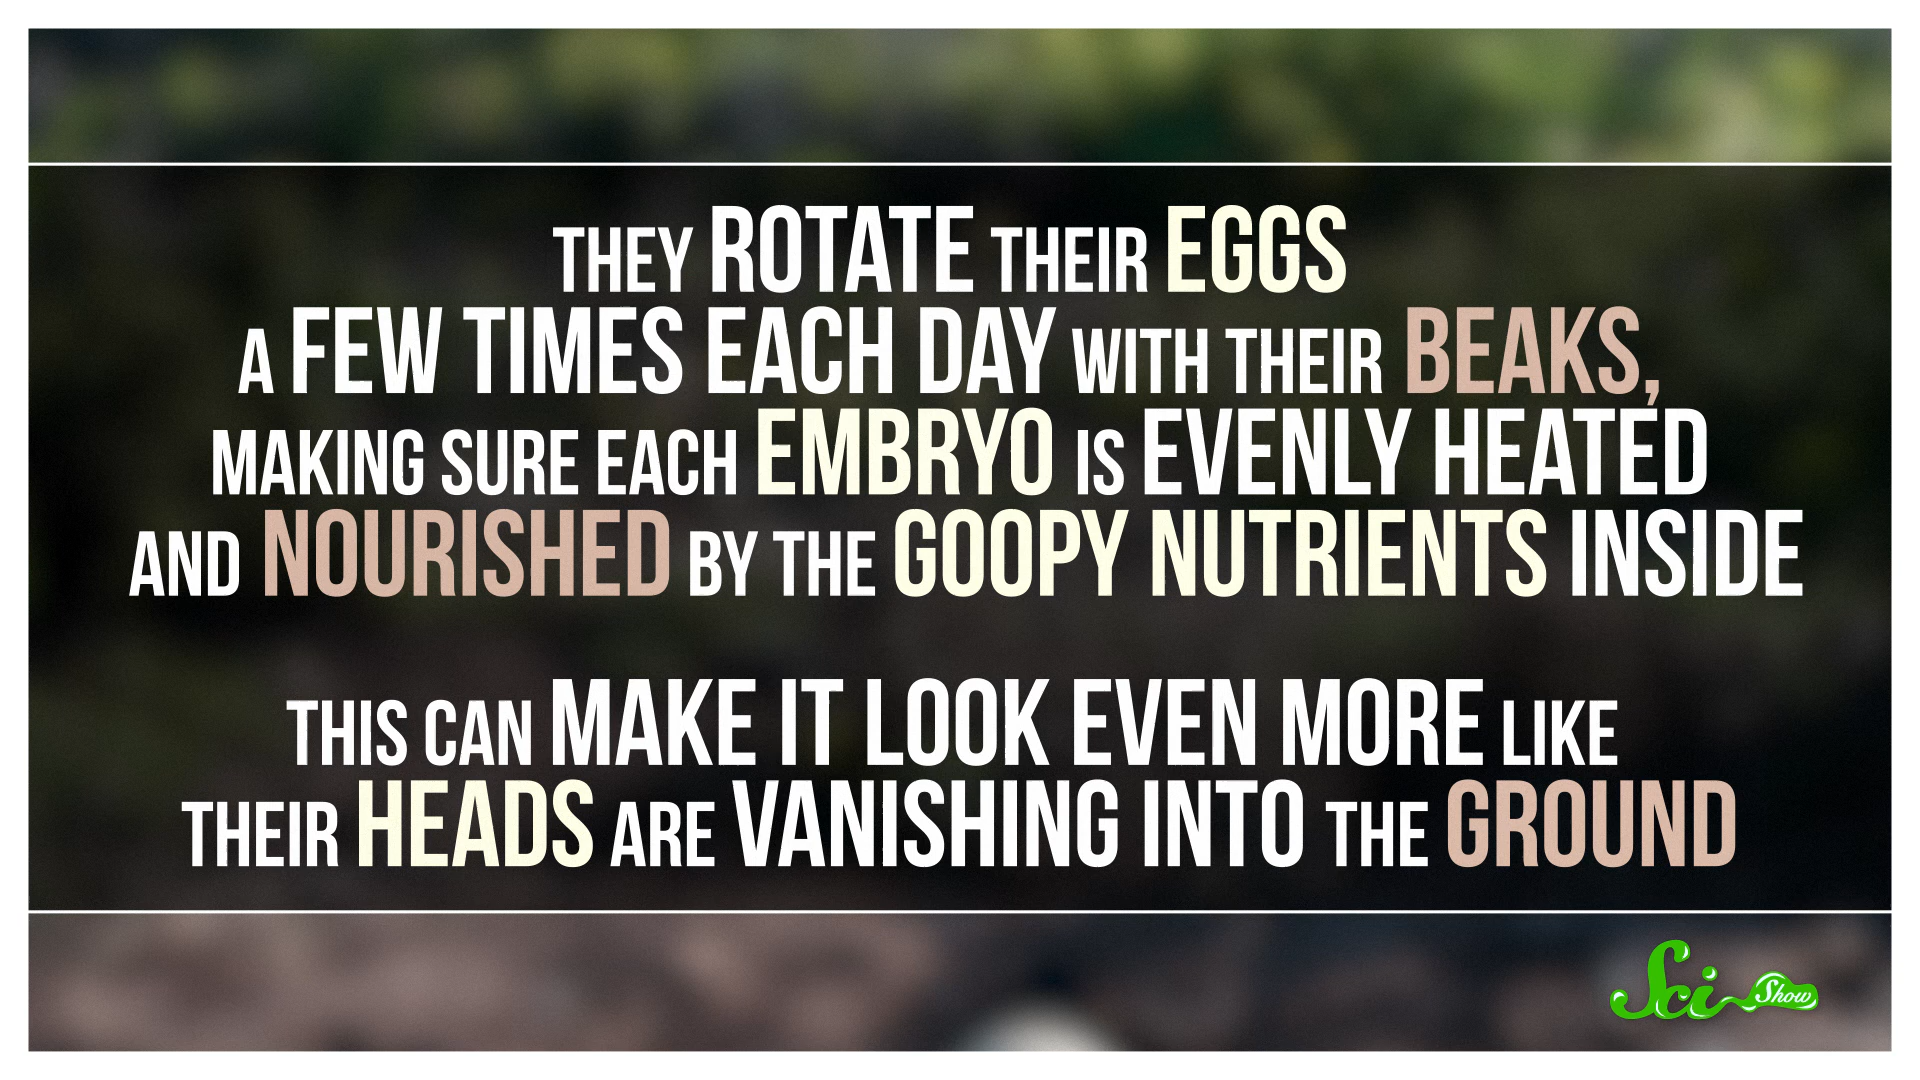 THEY ROTATE THEIR EGGS
A FEW TIMES EACH DAY WITH THEIR BEAKS,
MAKING SURE EACH EMBRYO IS EVENLY HEATED
AND NOURISHED BY THE GOOPY NUTRIENTS INSIDE
THIS CAN MAKE IT LOOK EVEN MORE LIKE
THEIR HEADS ARE VANISHING INTO THE GROUND
Sci Show